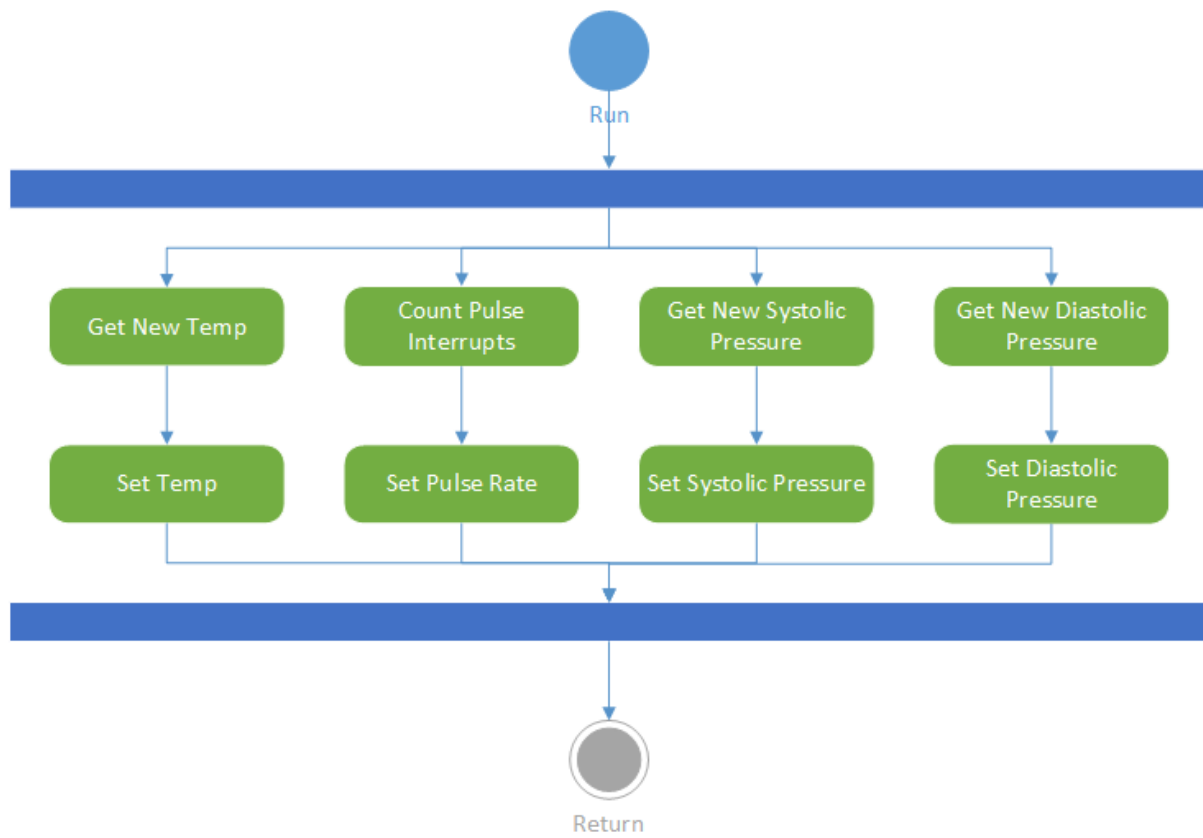 Run
Get New Temp
Count Pulse
Interrupts
Get New Systolic
Pressure
Get New Diastolic
Pressure
Set Temp
Set Pulse Rate
Set Systolic Pressure
Set Diastolic
Pressure
Return